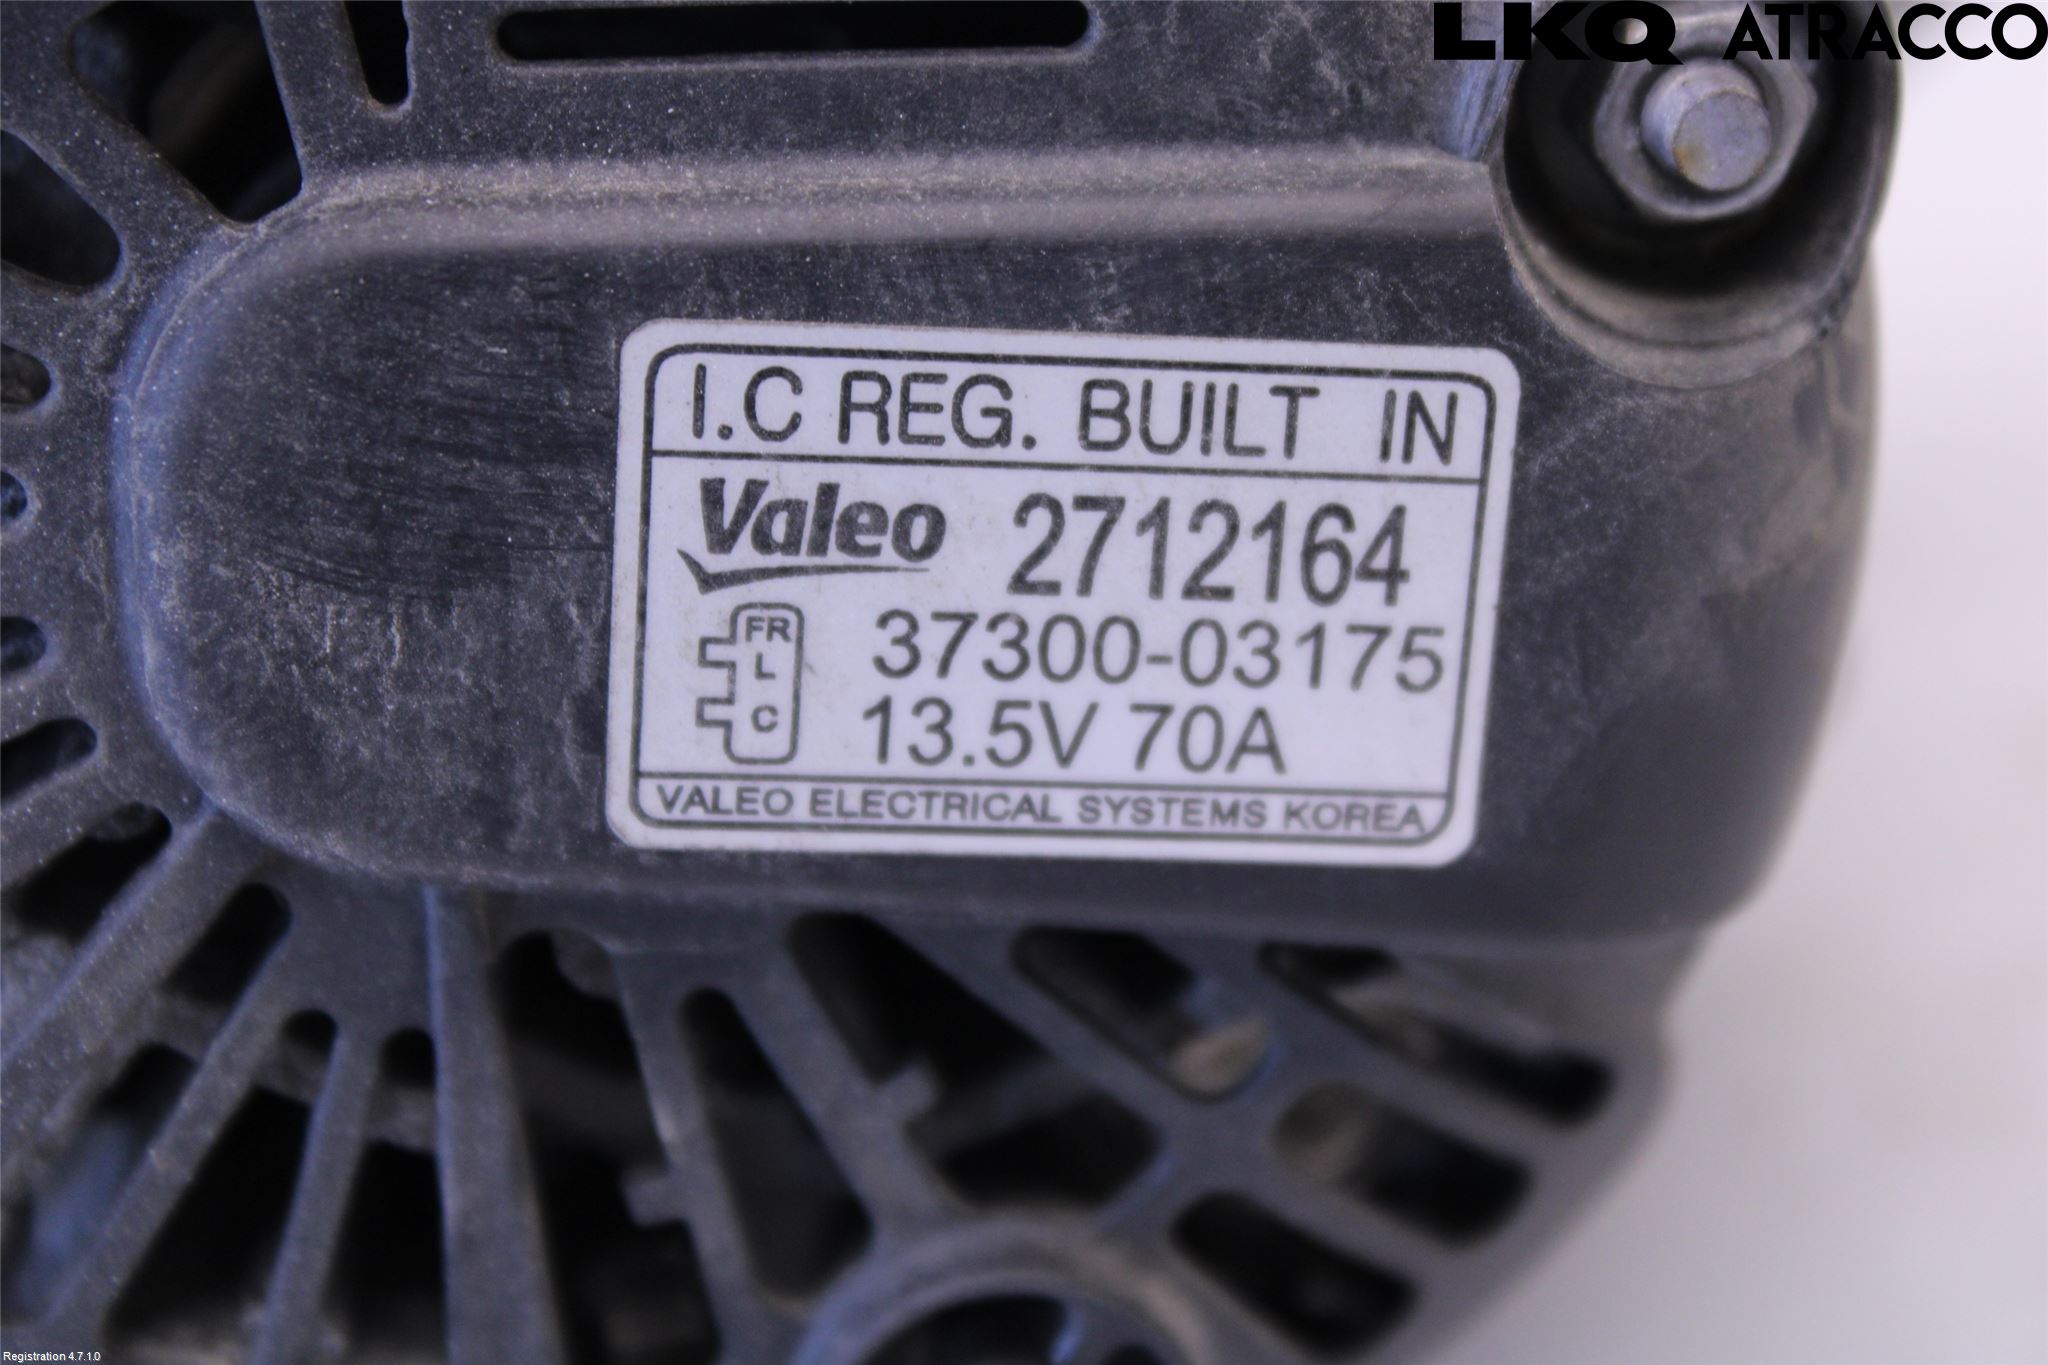 LKQ ATRACCO
I.C REG. BUILT IN
Valeo 2712164
FR
L
C
37300-03175
13.5V 70A
VALEO ELECTRICAL SYSTEMS KOREA
Registration 4.7.1.0